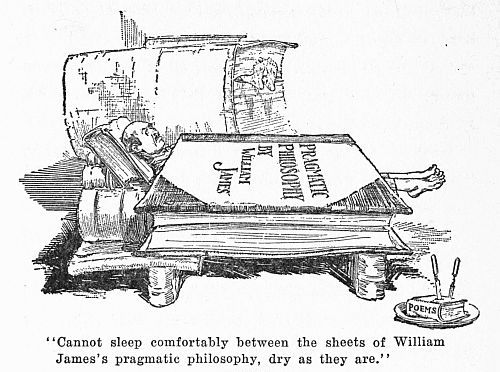 PRAGMATIC
PHILOSOPHY
BY
WILLIAM
JAMES
POEMS
"Cannot sleep comfortably between the sheets of William
James's pragmatic philosophy, dry as they are."